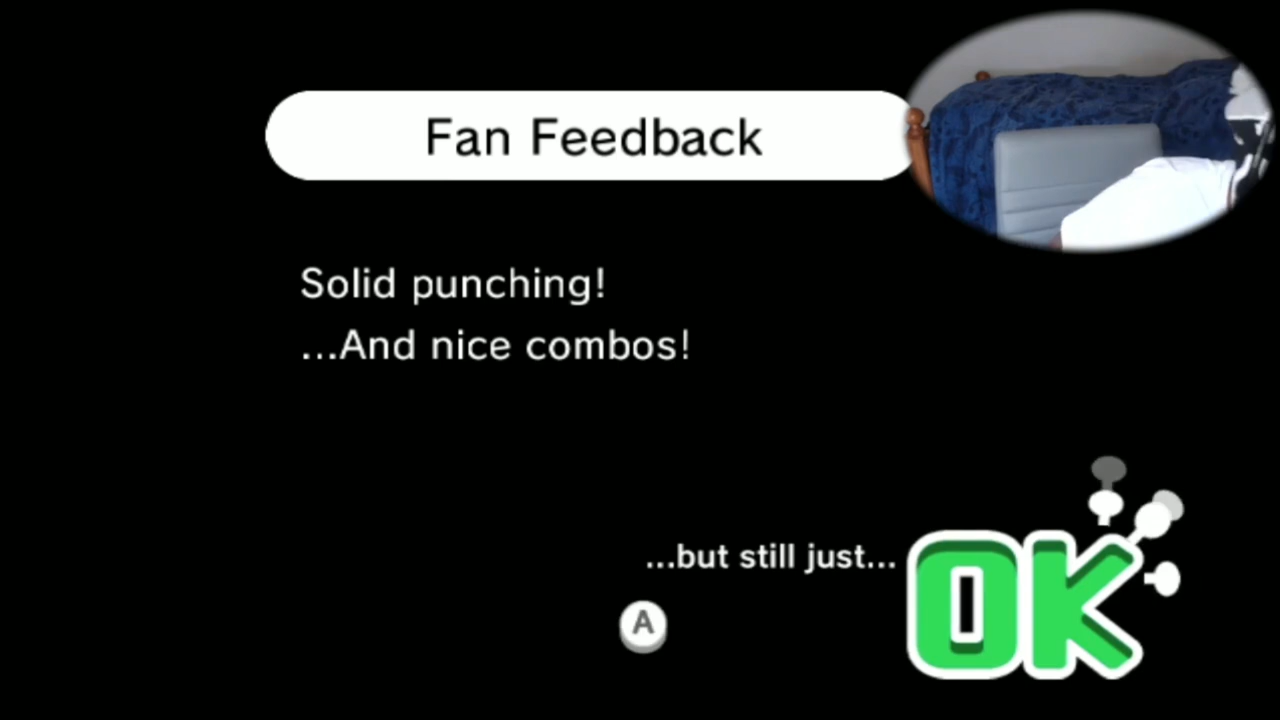 Fan Feedback
Solid punching!
...And nice combos!
...but still just...
OK
A